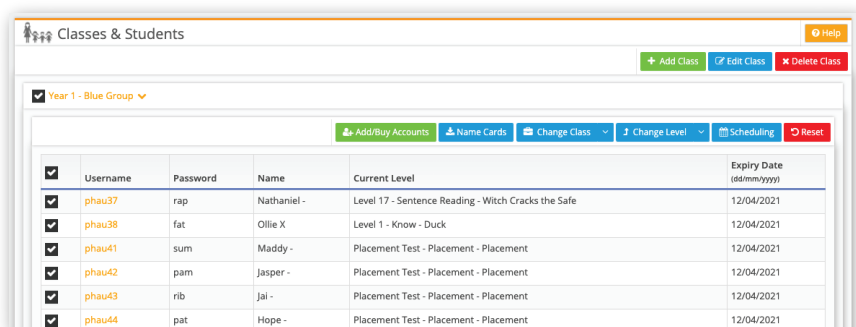 Classes & Students
Help
Add Class Edit Class Delete Class
Year 1 - Blue Group
Add/Buy Accounts Name Cards Change Class Change Level Scheduling Reset
Username Password Name Current Level Expiry Date
(dd/mm/yyyy)
phau37 rap Nathaniel - Level 17 - Sentence Reading - Witch Cracks the Safe 12/04/2021
phau38 fat Ollie X Level 1 - Know - Duck 12/04/2021
phau41 sum Maddy - Placement Test - Placement - Placement 12/04/2021
phau42 pam Jasper - Placement Test - Placement - Placement 12/04/2021
phau43 rib Jai - Placement Test - Placement - Placement 12/04/2021
phau44 pat Hope - Placement Test - Placement - Placement 12/04/2021